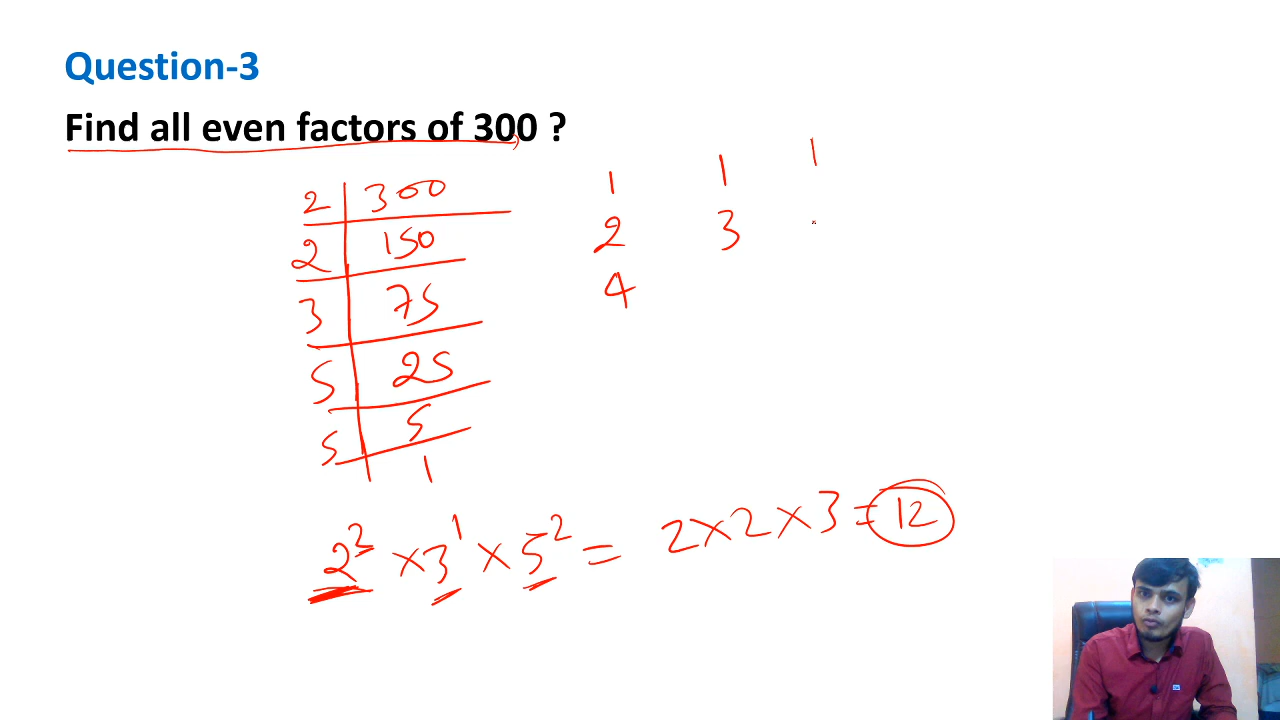 Question-3
Find all even factors of 300 ?
2 | 300
2 | 150
3 | 75
5 | 25
5 | 5
1
1 1 1
2 3
4
2² × 3¹ × 5² = 2 × 2 × 3 = 12